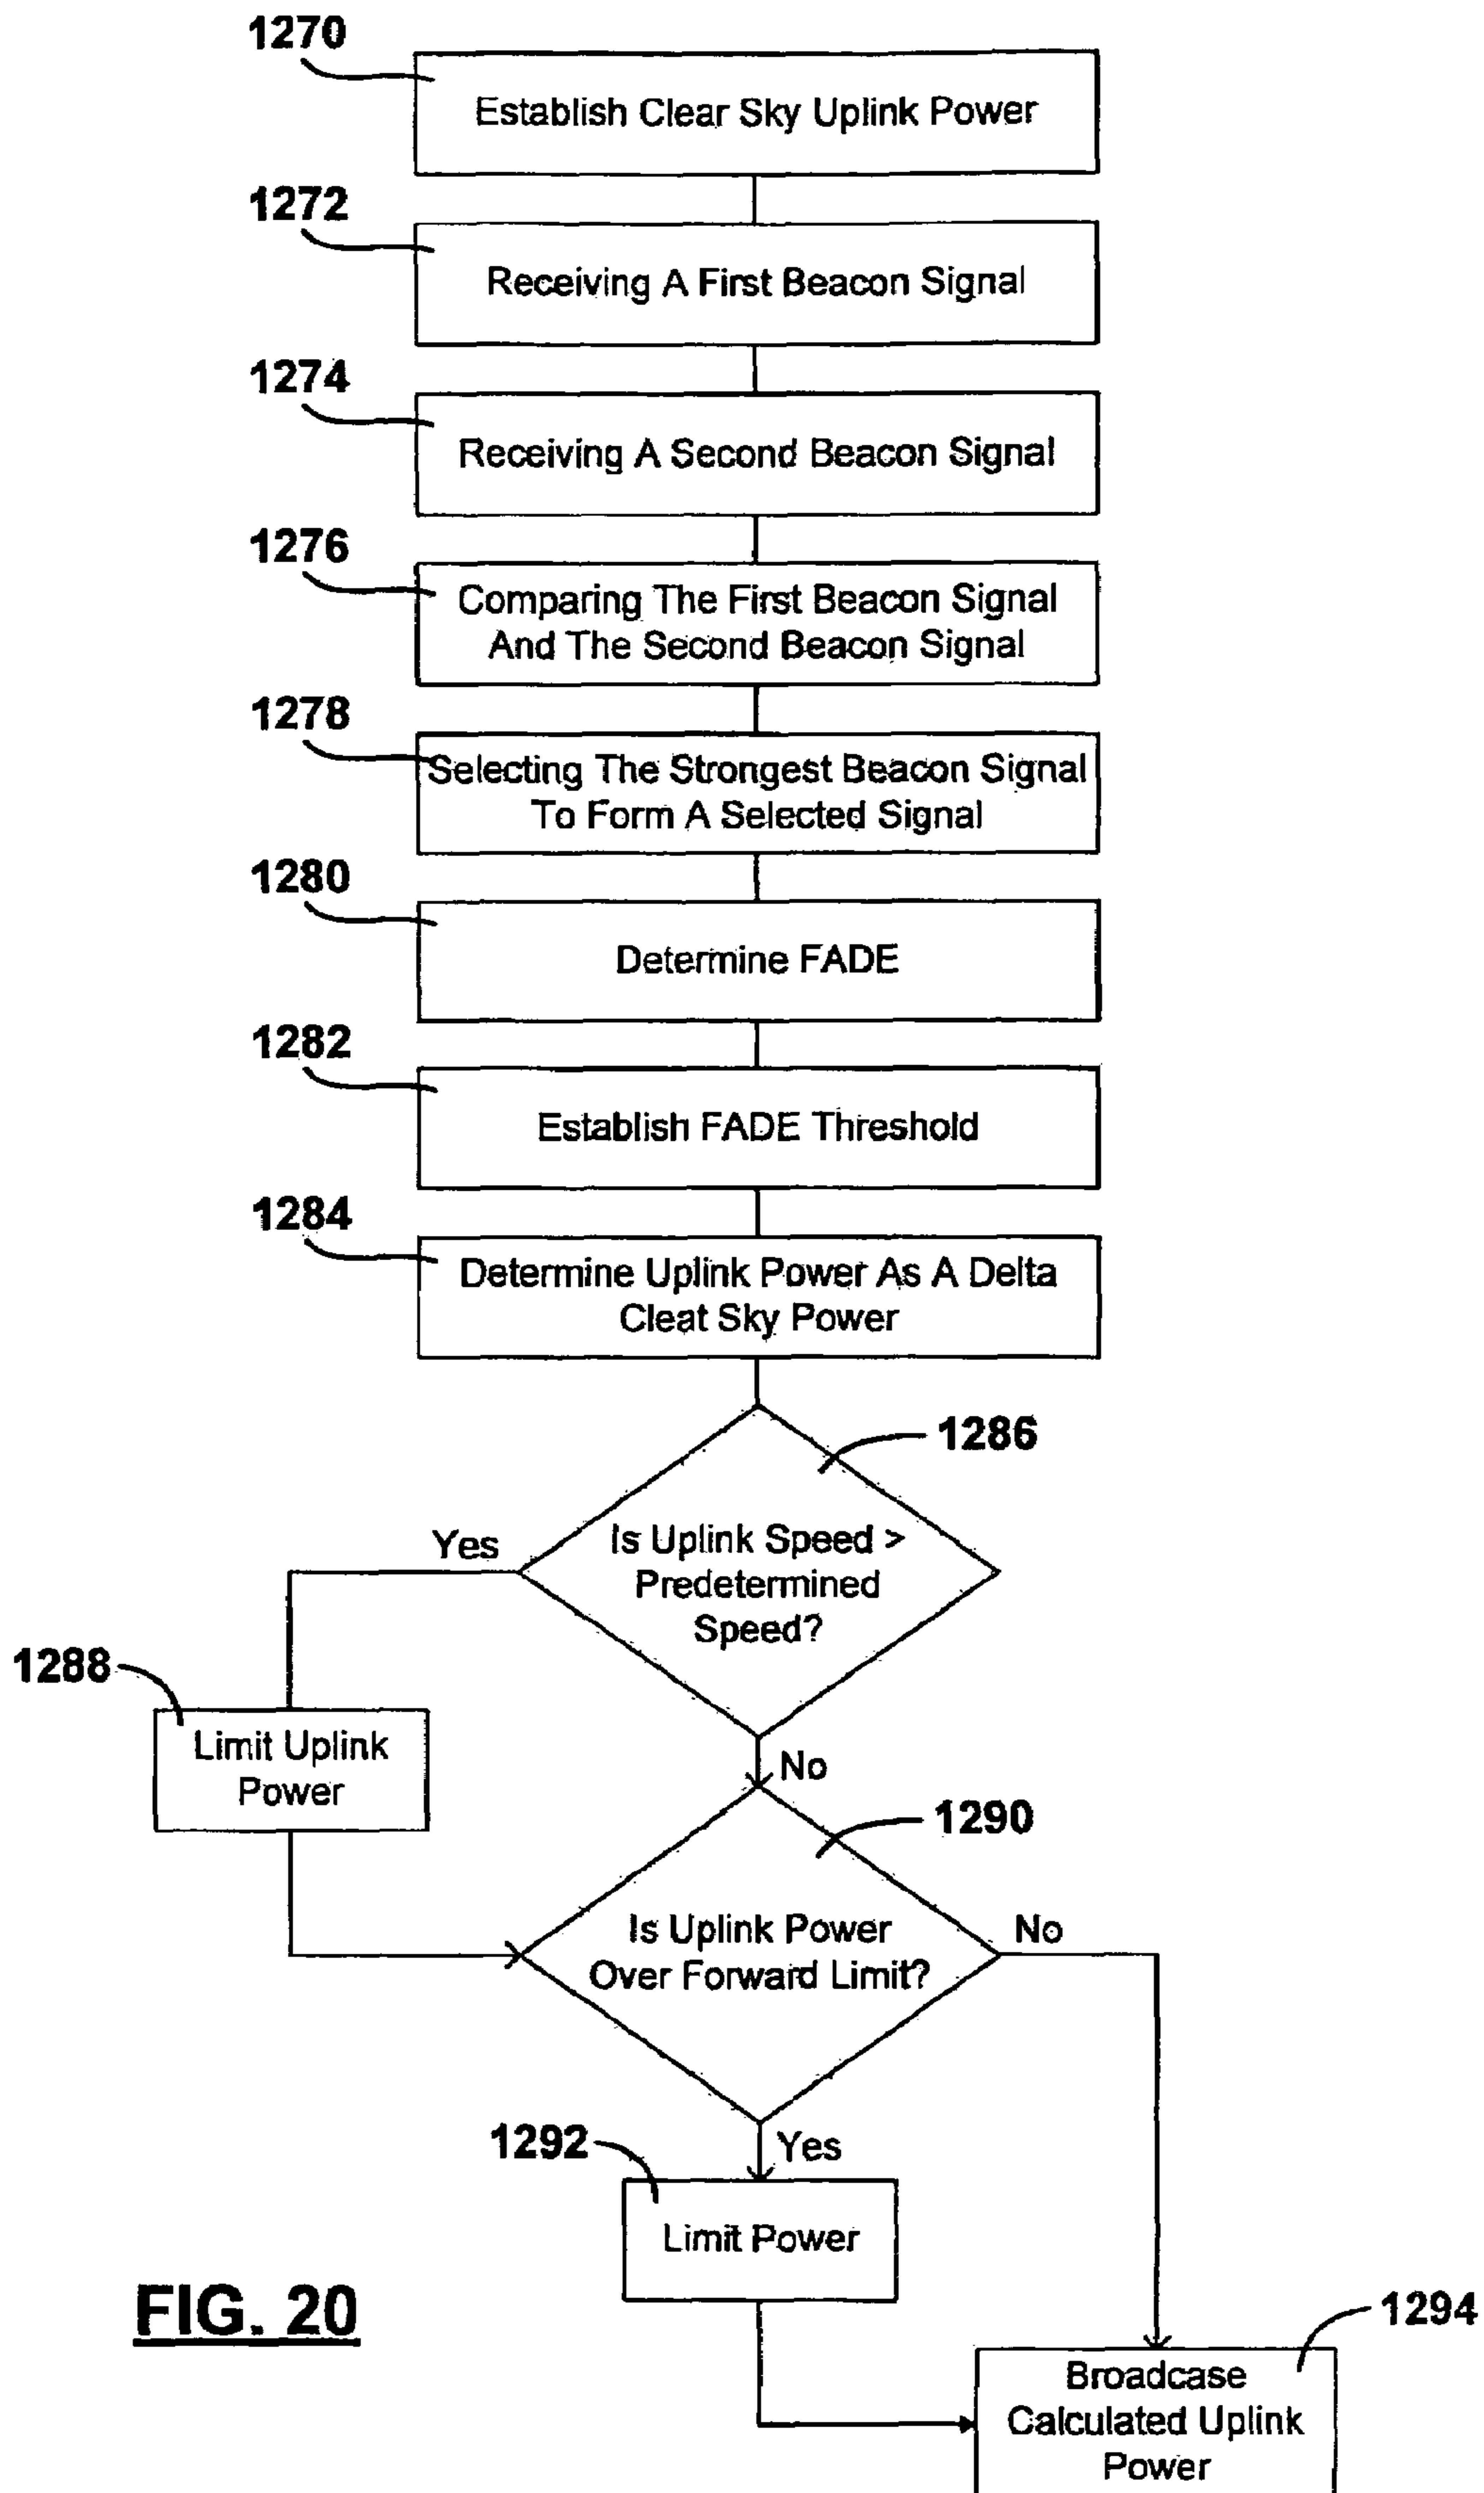 1270
Establish Clear Sky Uplink Power
1272
Receiving A First Beacon Signal
1274
Receiving A Second Beacon Signal
1276
Comparing The First Beacon Signal
And The Second Beacon Signal
1278
Selecting The Strongest Beacon Signal
To Form A Selected Signal
1280
Determine FADE
1282
Establish FADE Threshold
1284
Determine Uplink Power As A Delta
Cleat Sky Power
1286
Is Uplink Speed >
Predetermined
Speed?
Yes
1288
Limit Uplink
Power
No
1290
Is Uplink Power
Over Forward Limit?
No
1292
Yes
Limit Power
FIG. 20
1294
Broadcase
Calculated Uplink
Power